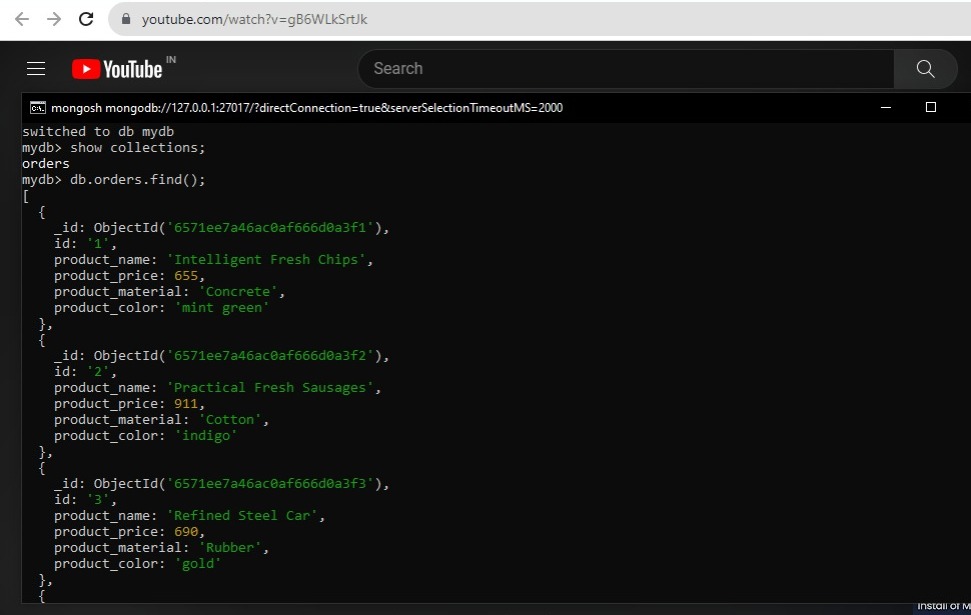 youtube.com/watch?v=gB6WLkSrtJk
YouTube IN
Search
mongosh mongodb://127.0.0.1:27017/?directConnection=true&serverSelectionTimeoutMS=2000
switched to db mydb
mydb> show collections;
orders
mydb> db.orders.find();
[
  {
    _id: ObjectId('6571ee7a46ac0af666d0a3f1'),
    id: '1',
    product_name: 'Intelligent Fresh Chips',
    product_price: 655,
    product_material: 'Concrete',
    product_color: 'mint green'
  },
  {
    _id: ObjectId('6571ee7a46ac0af666d0a3f2'),
    id: '2',
    product_name: 'Practical Fresh Sausages',
    product_price: 911,
    product_material: 'Cotton',
    product_color: 'indigo'
  },
  {
    _id: ObjectId('6571ee7a46ac0af666d0a3f3'),
    id: '3',
    product_name: 'Refined Steel Car',
    product_price: 690,
    product_material: 'Rubber',
    product_color: 'gold'
  },
  {